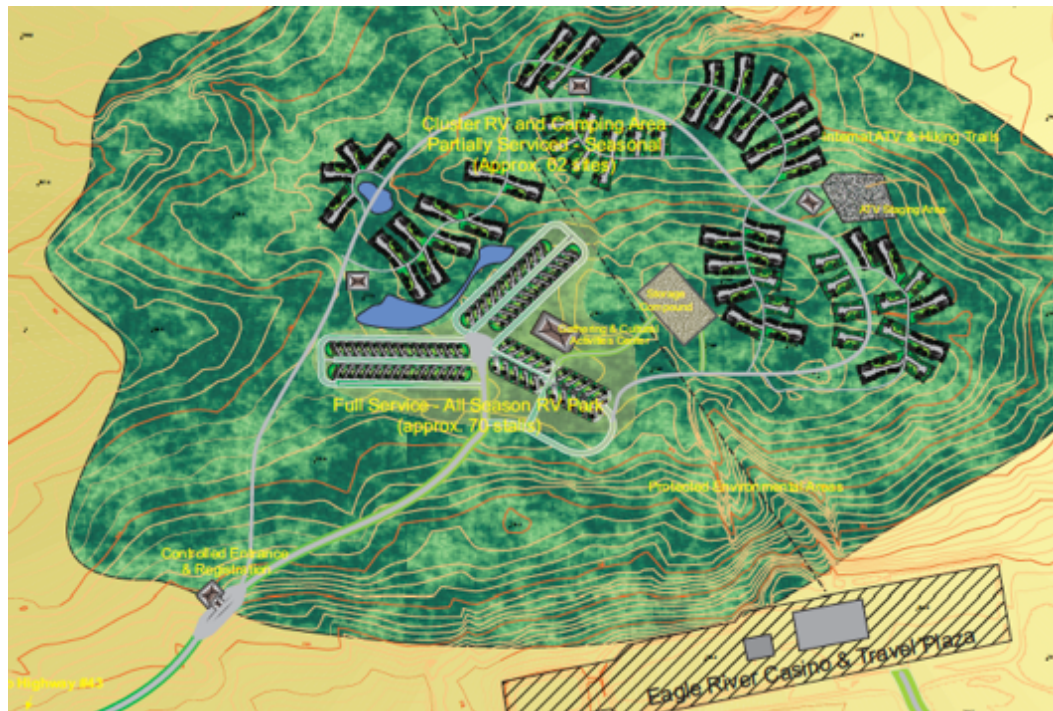 Cluster RV and Camping Area
Partially Serviced - Seasonal
(Approx. 62 sites)
Internal ATV & Hiking Trails
ATV Staging Area
Storage
Compound
Gathering & Cultural
Activities Center
Full Service - All Season RV Park
(approx. 70 stalls)
Protected Environmental Areas
Controlled Entrance
& Registration
o Highway #43
Eagle River Casino & Travel Plaza